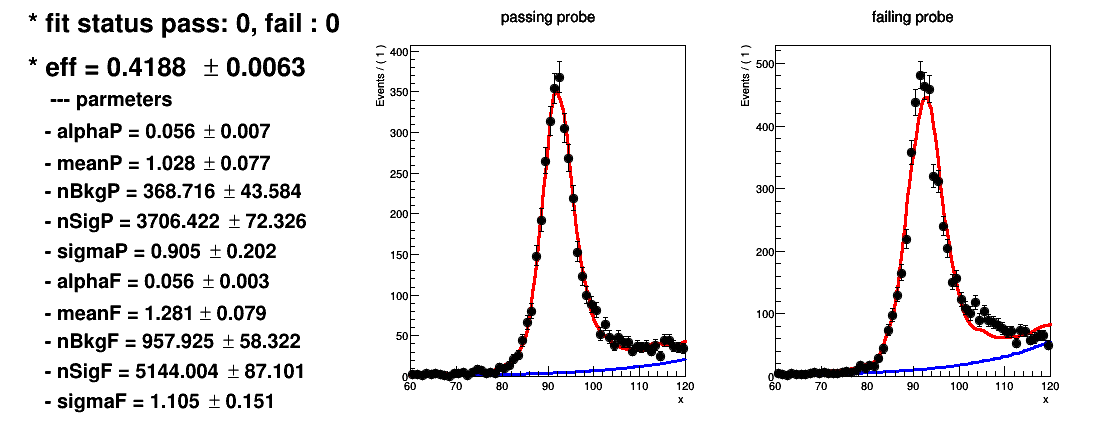 * fit status pass: 0, fail : 0
* eff = 0.4188 ± 0.0063
--- parmeters
- alphaP = 0.056 ± 0.007
- meanP = 1.028 ± 0.077
- nBkgP = 368.716 ± 43.584
- nSigP = 3706.422 ± 72.326
- sigmaP = 0.905 ± 0.202
- alphaF = 0.056 ± 0.003
- meanF = 1.281 ± 0.079
- nBkgF = 957.925 ± 58.322
- nSigF = 5144.004 ± 87.101
- sigmaF = 1.105 ± 0.151
passing probe
Events / ( 1 )
400
350
300
250
200
150
100
50
0
60 70 80 90 100 110 120
x
failing probe
Events / ( 1 )
500
400
300
200
100
0
60 70 80 90 100 110 120
x